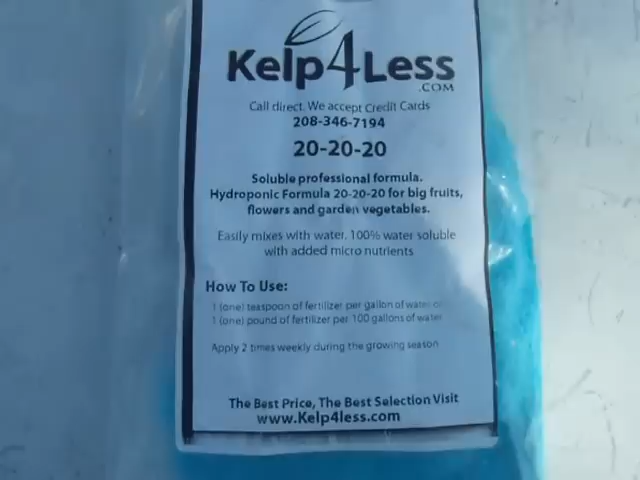 Kelp4Less
.COM
Call direct. We accept Credit Cards
208-346-7194
20-20-20
Soluble professional formula.
Hydroponic Formula 20-20-20 for big fruits,
flowers and garden vegetables.
Easily mixes with water. 100% water soluble
with added micro nutrients
How To Use:
1 (one) teaspoon of fertilizer per gallon of water or
1 (one) pound of fertilizer per 100 gallons of water
Apply 2 times weekly during the growing season
The Best Price, The Best Selection Visit
www.Kelp4less.com